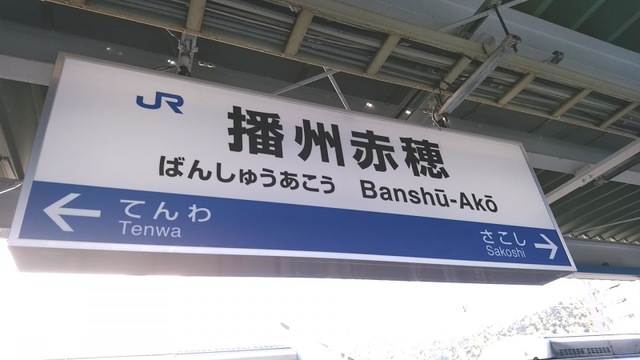 JR
播州赤穂
ばんしゅうあこう Banshū-Akō
てんわ
Tenwa
さこし
Sakoshi